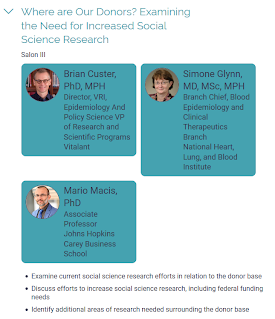 Where are Our Donors? Examining
the Need for Increased Social
Science Research
Salon III
Brian Custer,
PhD, MPH
Director, VRI,
Epidemiology And
Policy Science VP
of Research and
Scientific Programs
Vitalant
Simone Glynn,
MD, MSc, MPH
Branch Chief, Blood
Epidemiology and
Clinical
Therapeutics
Branch
National Heart,
Lung, and Blood
Institute
Mario Macis,
PhD
Associate
Professor
Johns Hopkins
Carey Business
School
Examine current social science research efforts in relation to the donor base
Discuss efforts to increase social science research, including federal funding
needs
Identify additional areas of research needed surrounding the donor base